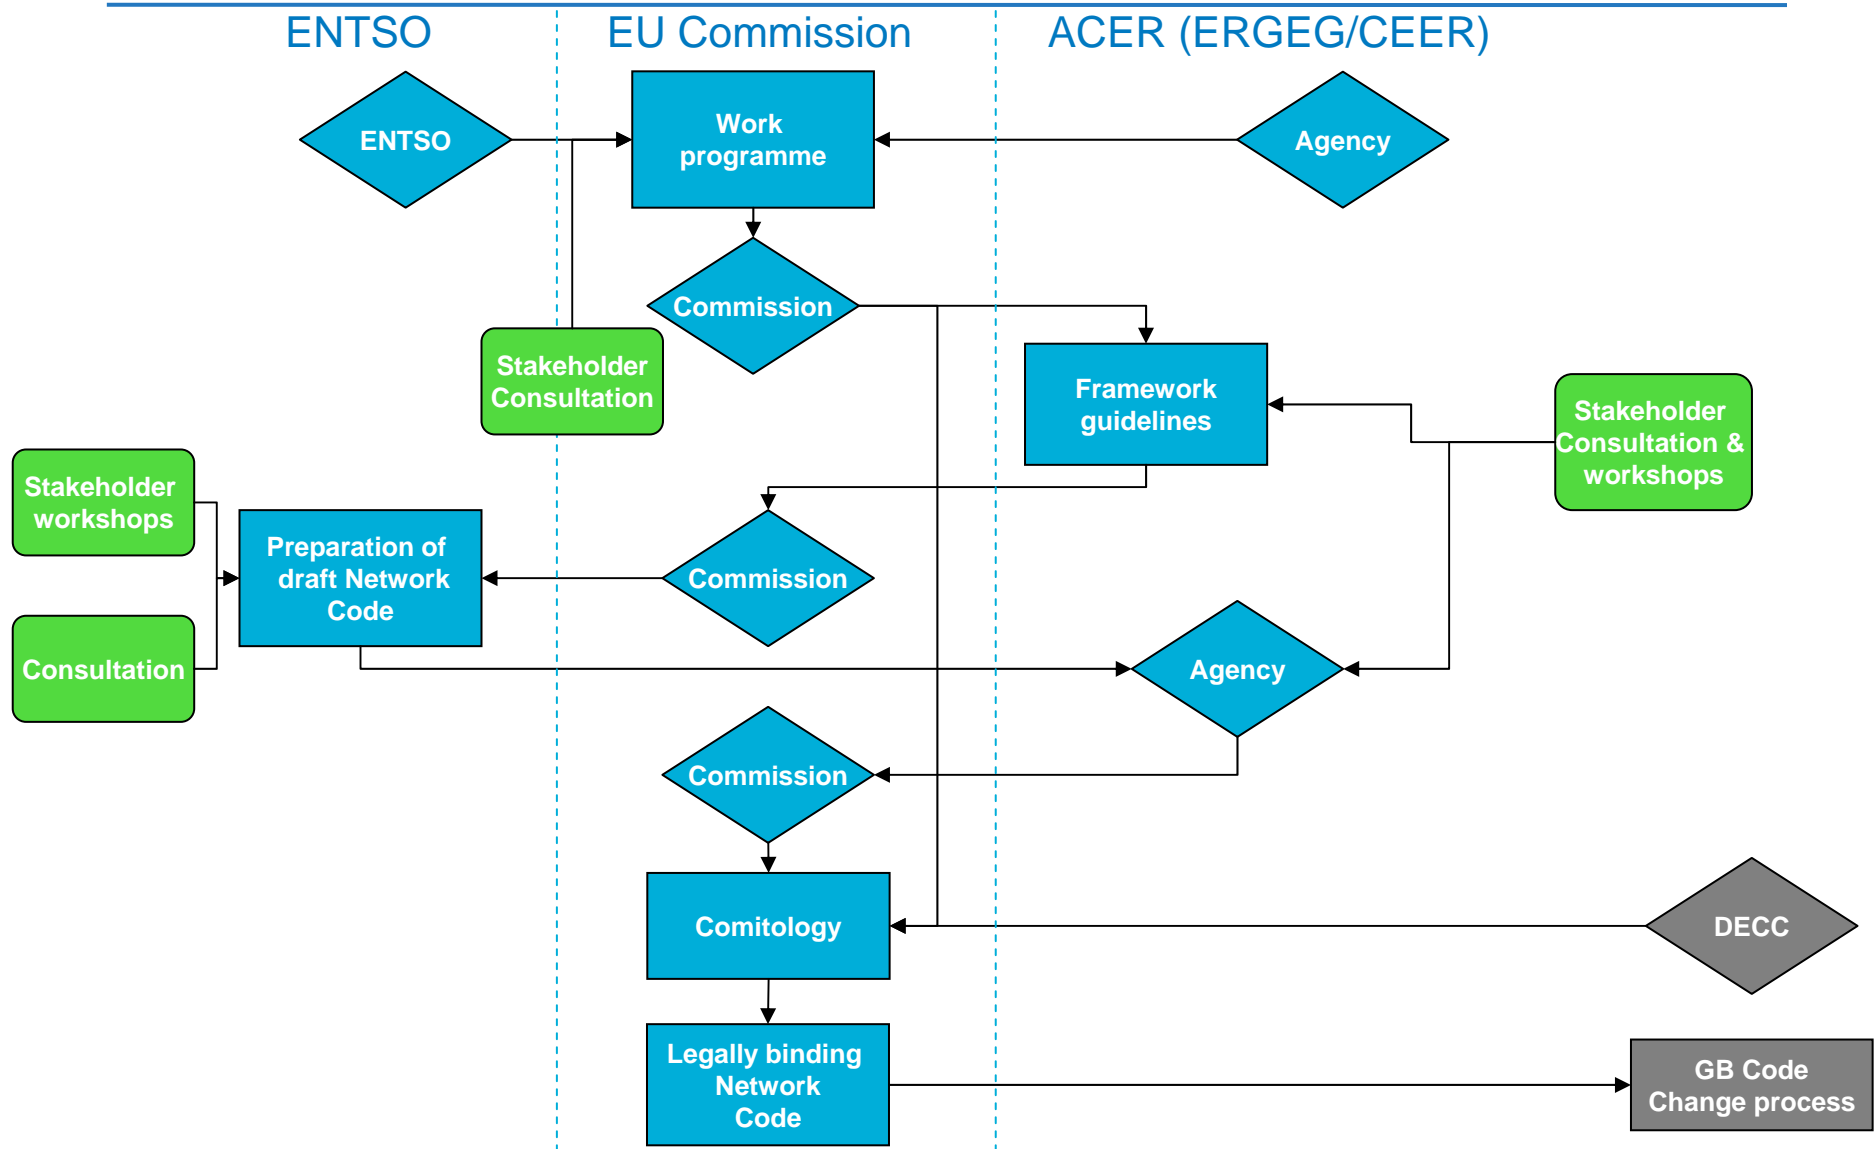 ENTSO
EU Commission
ACER (ERGEG/CEER)
ENTSO
Work
programme
Agency
Commission
Stakeholder
Consultation
Framework
guidelines
Stakeholder
Consultation &
workshops
Stakeholder
workshops
Preparation of
draft Network
Code
Commission
Consultation
Agency
Commission
Comitology
DECC
Legally binding
Network
Code
GB Code
Change process